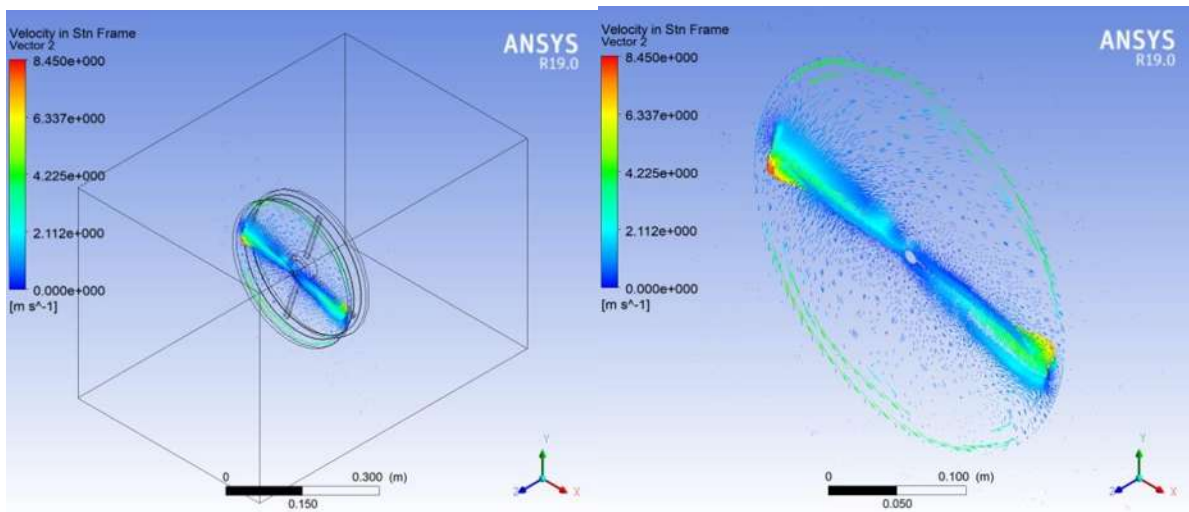 Velocity in Stn Frame
Vector 2
8.450e+000
6.337e+000
4.225e+000
2.112e+000
0.000e+000
[m s^-1]
ANSYS
R19.0
0
0.300 (m)
0.150
Y
Z
X
Velocity in Stn Frame
Vector 2
8.450e+000
6.337e+000
4.225e+000
2.112e+000
0.000e+000
[m s^-1]
ANSYS
R19.0
0
0.100 (m)
0.050
Y
Z
X